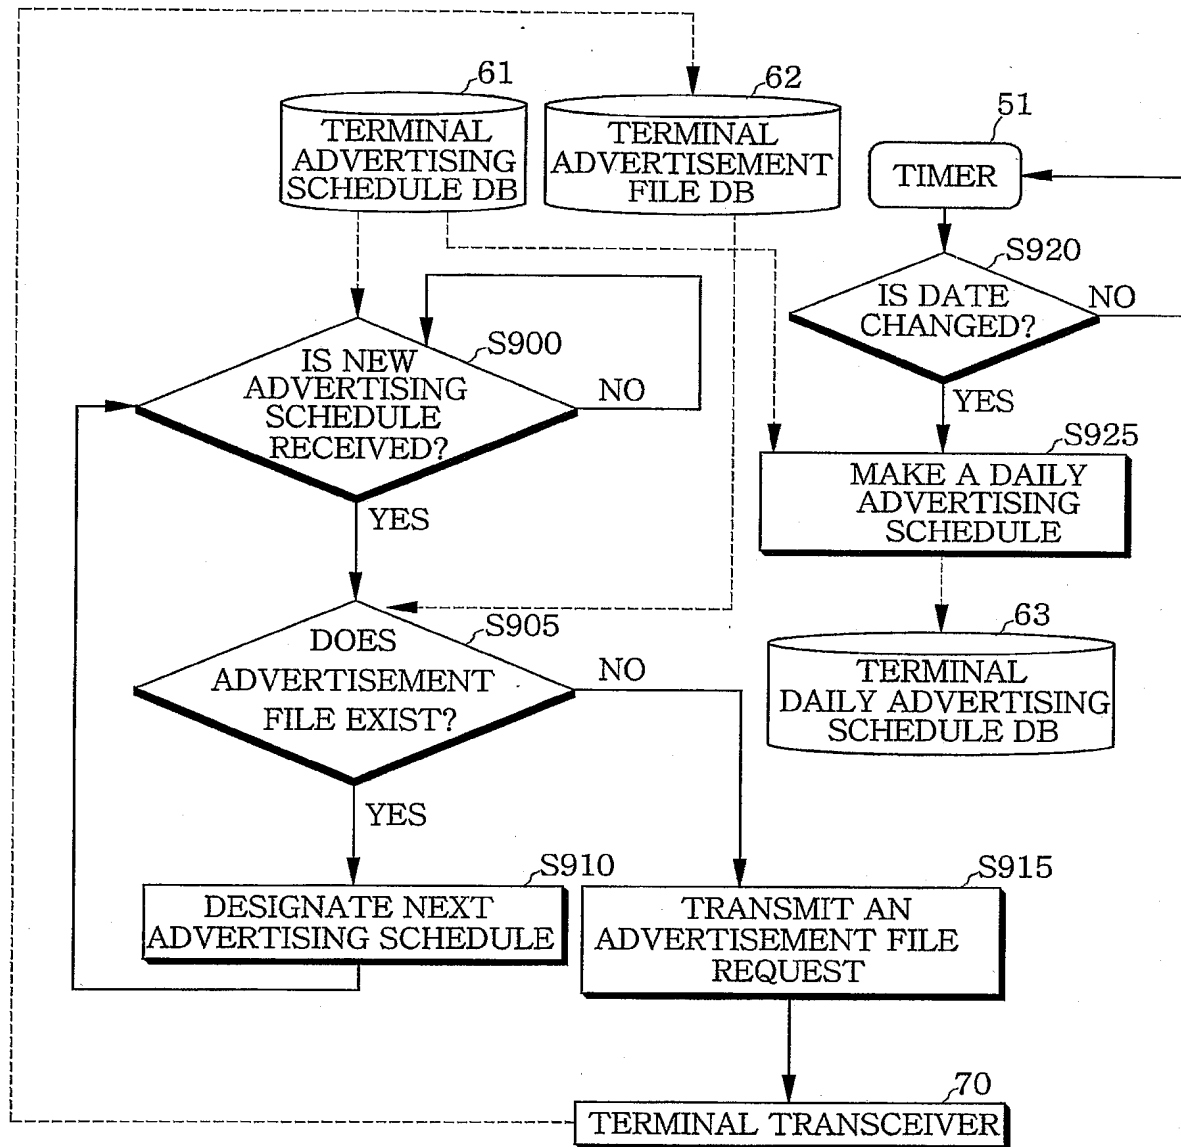 61
TERMINAL
ADVERTISING
SCHEDULE DB
62
TERMINAL
ADVERTISEMENT
FILE DB
51
TIMER
S920
IS DATE
CHANGED?
NO
YES
S900
IS NEW
ADVERTISING
SCHEDULE
RECEIVED?
NO
YES
S925
MAKE A DAILY
ADVERTISING
SCHEDULE
63
TERMINAL
DAILY ADVERTISING
SCHEDULE DB
S905
DOES
ADVERTISEMENT
FILE EXIST?
NO
YES
S910
DESIGNATE NEXT
ADVERTISING SCHEDULE
S915
TRANSMIT AN
ADVERTISEMENT FILE
REQUEST
70
TERMINAL TRANSCEIVER